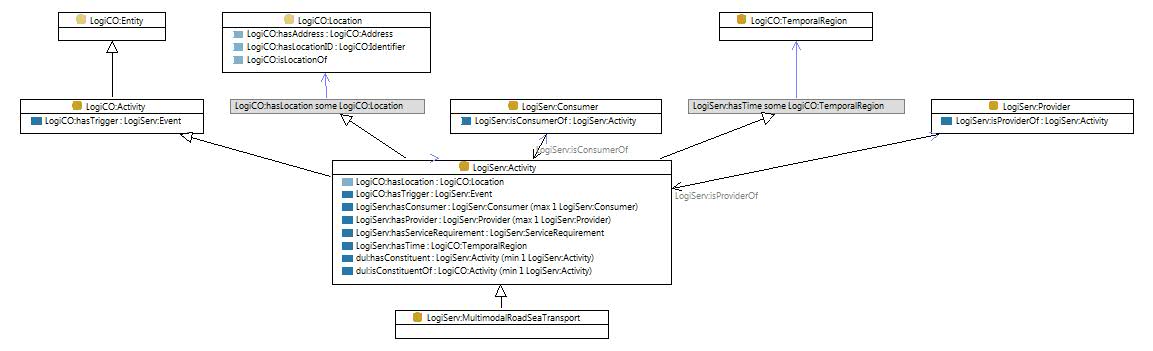 LogiCO:Entity
LogiCO:Location
LogiCO:hasAddress : LogiCO:Address
LogiCO:hasLocationID : LogiCO:Identifier
LogiCO:isLocationOf
LogiCO:TemporalRegion
LogiCO:Activity
LogiCO:hasTrigger : LogiServ:Event
LogiCO:hasLocation some LogiCO:Location
LogiServ:Consumer
LogiServ:isConsumerOf : LogiServ:Activity
LogiServ:hasTime some LogiCO:TemporalRegion
LogiServ:Provider
LogiServ:isProviderOf : LogiServ:Activity
LogiServ:isConsumerOf
LogiServ:Activity
LogiCO:hasLocation : LogiCO:Location
LogiCO:hasTrigger : LogiServ:Event
LogiServ:hasConsumer : LogiServ:Consumer (max 1 LogiServ:Consumer)
LogiServ:hasProvider : LogiServ:Provider (max 1 LogiServ:Provider)
LogiServ:hasServiceRequirement : LogiServ:ServiceRequirement
LogiServ:hasTime : LogiCO:TemporalRegion
dul:hasConstituent : LogiServ:Activity (min 1 LogiServ:Activity)
dul:isConstituentOf : LogiCO:Activity (min 1 LogiServ:Activity)
LogiServ:isProviderOf
LogiServ:MultimodalRoadSeaTransport